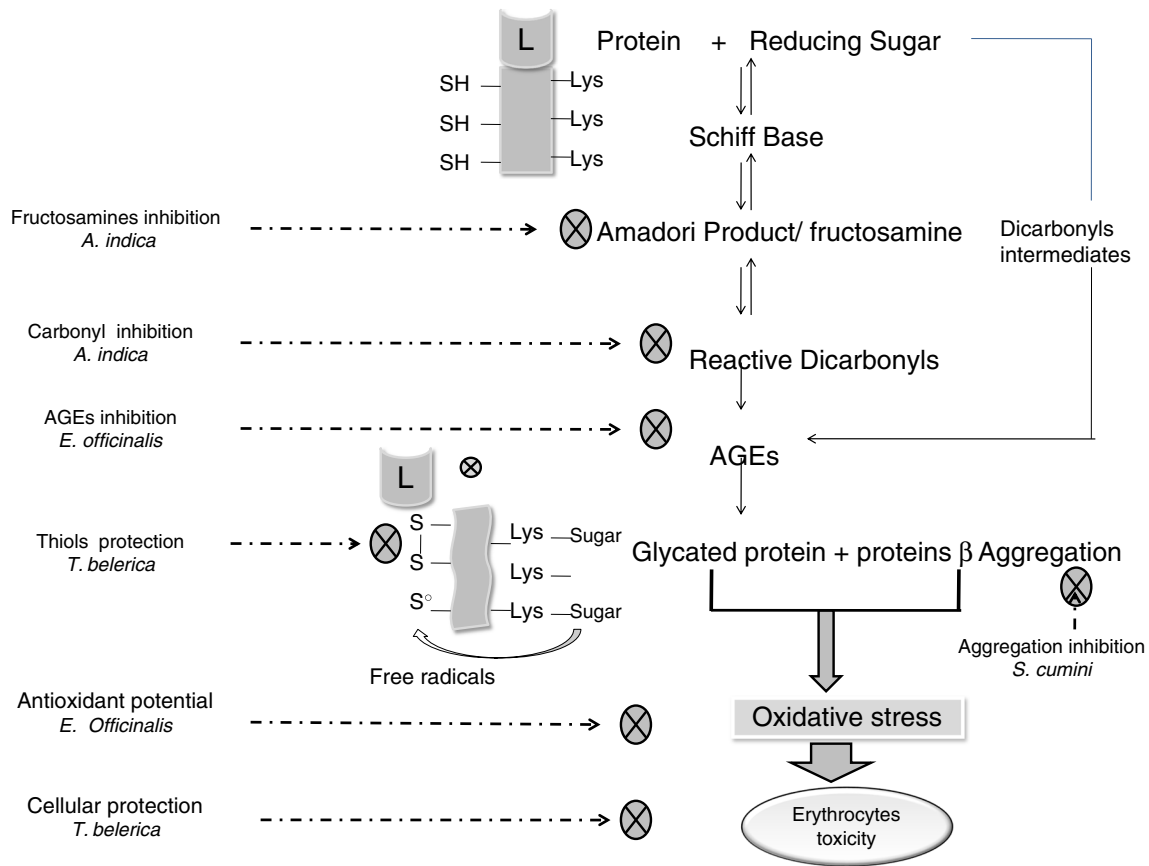 L
Protein + Reducing Sugar
SH
Lys
SH
Lys
SH
Lys
Schiff Base
Fructosamines inhibition
A. indica
Amadori Product/ fructosamine
Dicarbonyls
intermediates
Carbonyl inhibition
A. indica
Reactive Dicarbonyls
AGEs inhibition
E. officinalis
AGEs
L
Thiols protection
T. belerica
S
Lys
Sugar
S
Lys
S°
Lys
Sugar
Free radicals
Glycated protein + proteins β Aggregation
Aggregation inhibition
S. cumini
Antioxidant potential
E. Officinalis
Oxidative stress
Cellular protection
T. belerica
Erythrocytes
toxicity